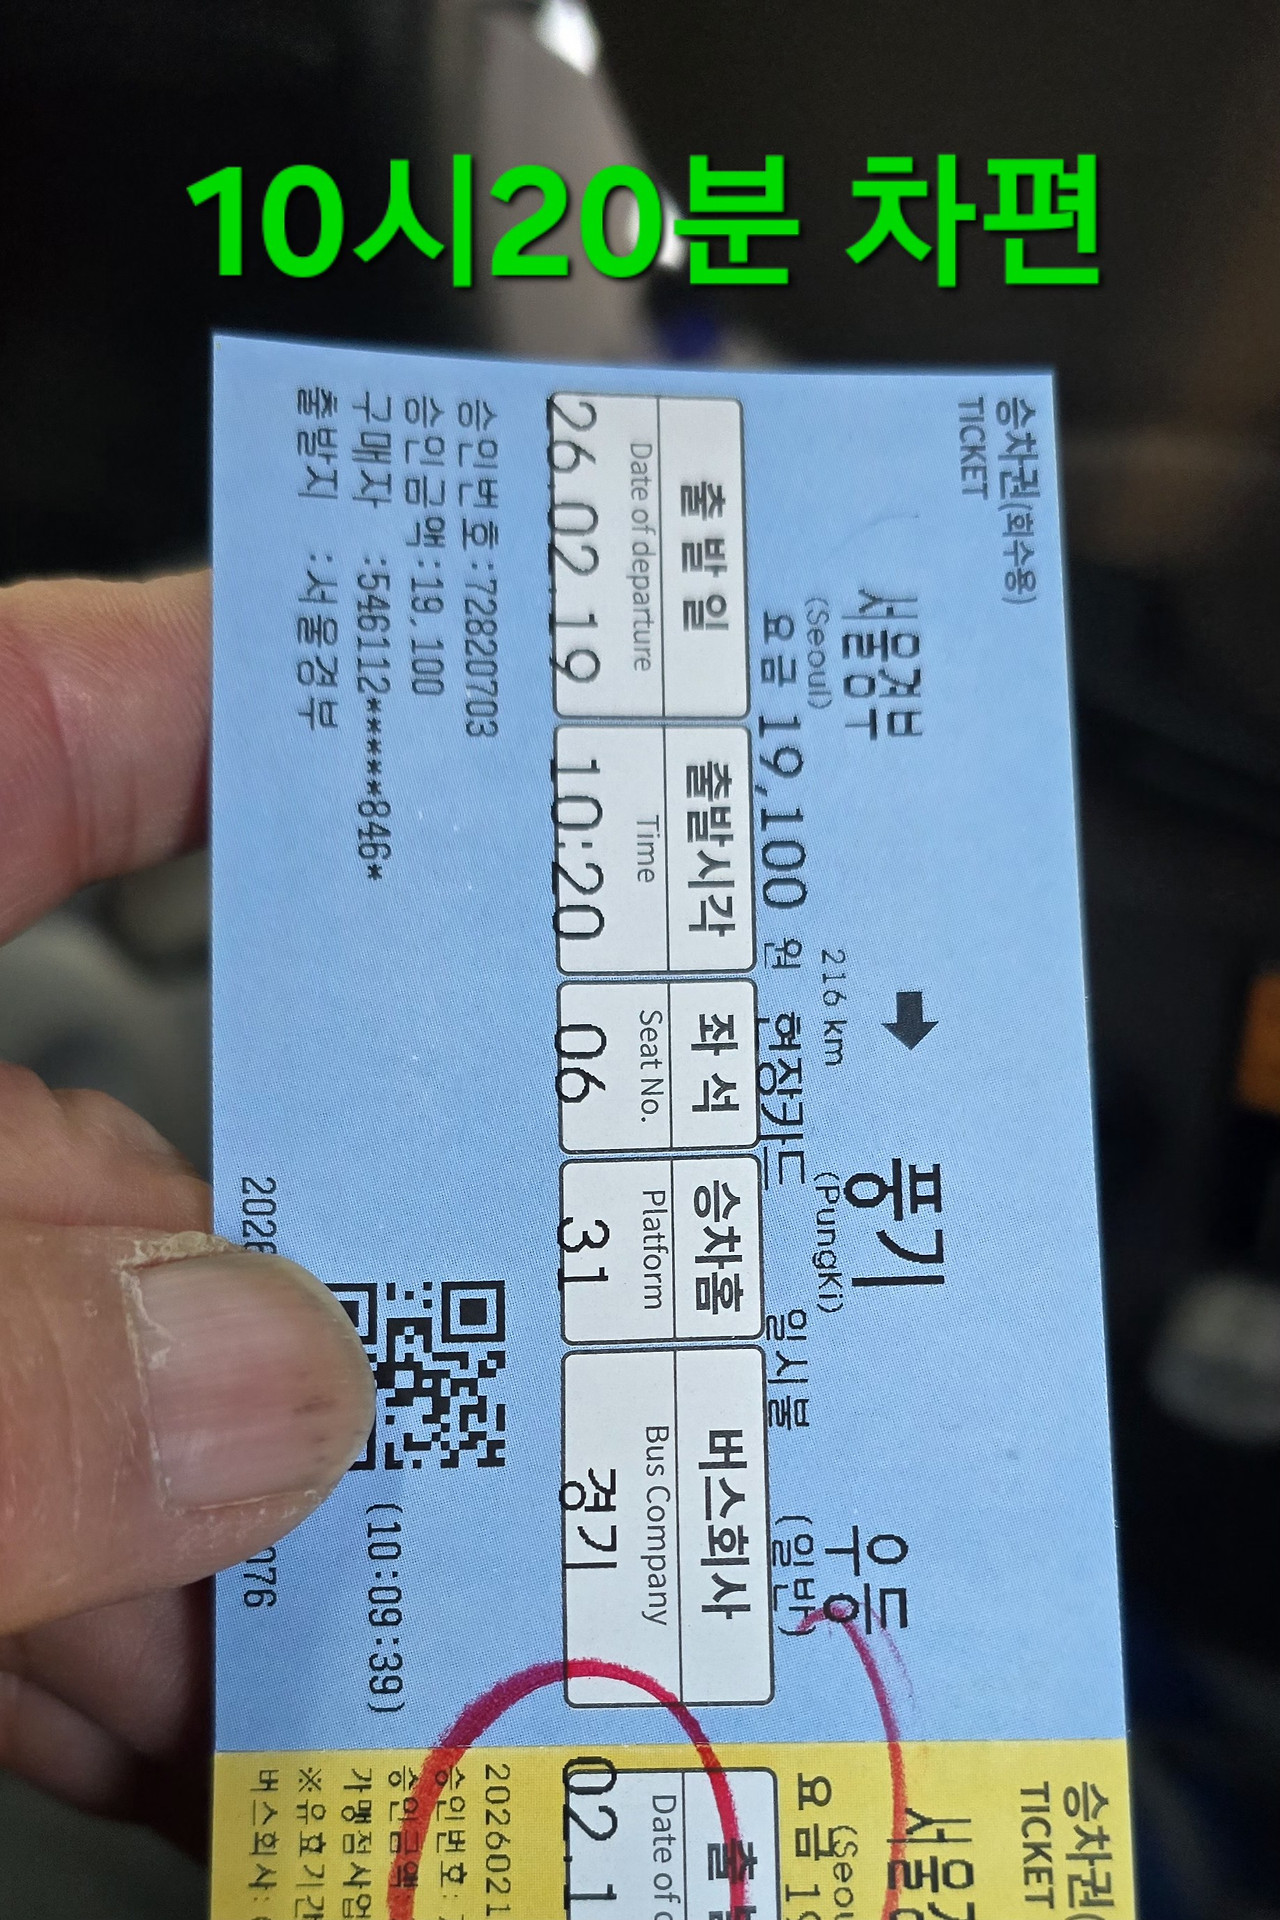 10시20분 차편
승차권(회수용)
TICKET
서울경부 ➡ 풍기 우등
(Seoul) 216 km (PungKi) (일반)
요금 19,100 원 현장카드 일시불
출발일 출발시각 좌석 승차홈 버스회사
Date of departure Time Seat No. Platform Bus Company
26.02.19 10:20 06 31 경기
승인번호:72820703
승인금액:19,100
구매자 :546112*****846*
출발지 :서울경부
(10:09:39)
승차권(
TICKET
서울경
(Seou
요금 19
출
Date of
02.1
2026021
승인번호:
승인금액:
가맹점사업
※유효기간
버스회사: